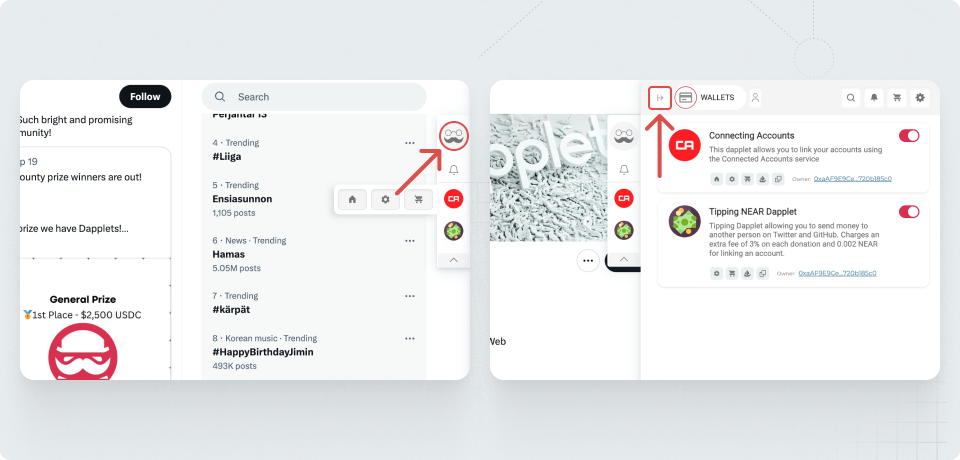 Follow
Such bright and promising
munity!
p 19
ounty prize winners are out!
rize we have Dapplets!...
General Prize
🥇1st Place - $2,500 USDC
Search
Perjantai 13
4 · Trending
#Liiga
5 · Trending
Ensiasunnon
1,105 posts
6 · News · Trending
Hamas
5.05M posts
7 · Trending
#kärpät
8 · Korean music · Trending
#HappyBirthdayJimin
493K posts
CA
pplet
Web
CA
WALLETS
CA
Connecting Accounts
This dapplet allows you to link your accounts using
the Connected Accounts service
Owner: 0xaAF9E9Ce...720b185c0
Tipping NEAR Dapplet
Tipping Dapplet allowing you to send money to
another person on Twitter and GitHub. Charges an
extra fee of 3% on each donation and 0.002 NEAR
for linking an account.
Owner: 0xaAF9E9Ce...720b185c0